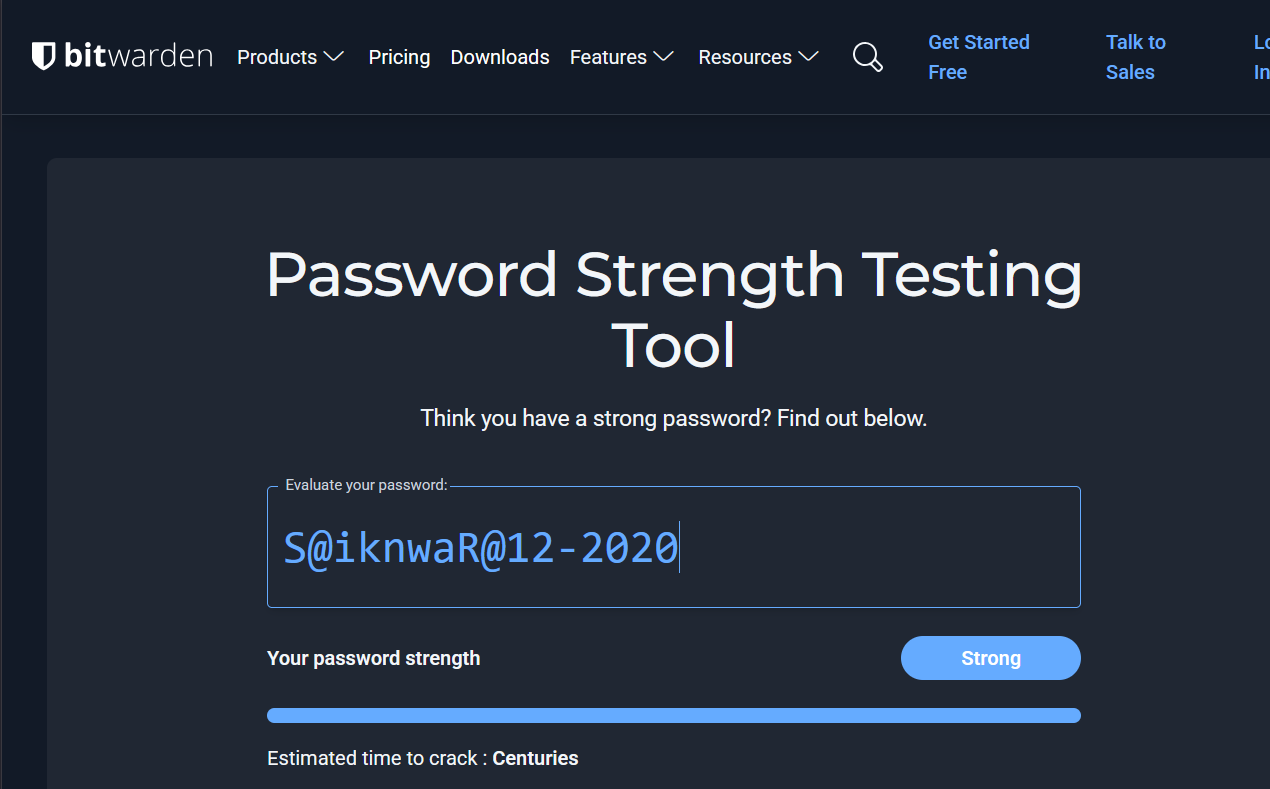 bitwarden Products Pricing Downloads Features Resources
Get Started
Free
Talk to
Sales
Password Strength Testing
Tool
Think you have a strong password? Find out below.
Evaluate your password:
S@iknwaR@12-2020
Your password strength
Strong
Estimated time to crack : Centuries